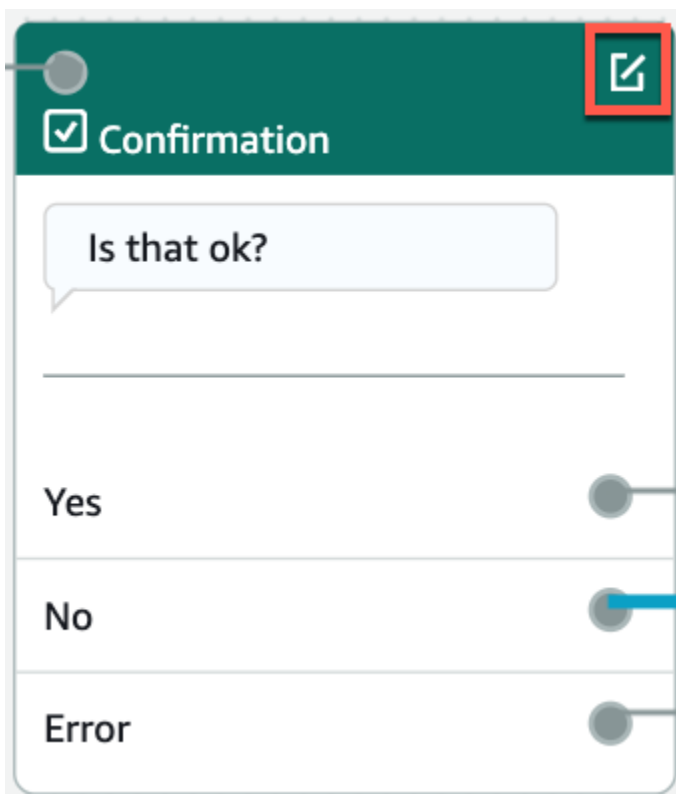 Confirmation
Is that ok?
Yes
No
Error